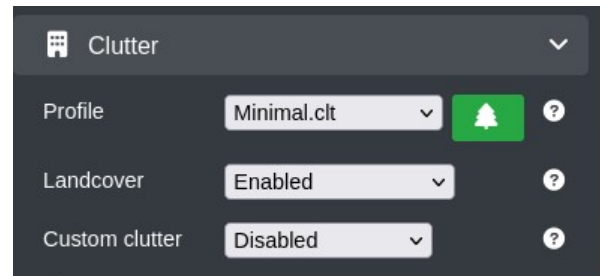 Clutter
Profile Minimal.clt ?
Landcover Enabled ?
Custom clutter Disabled ?